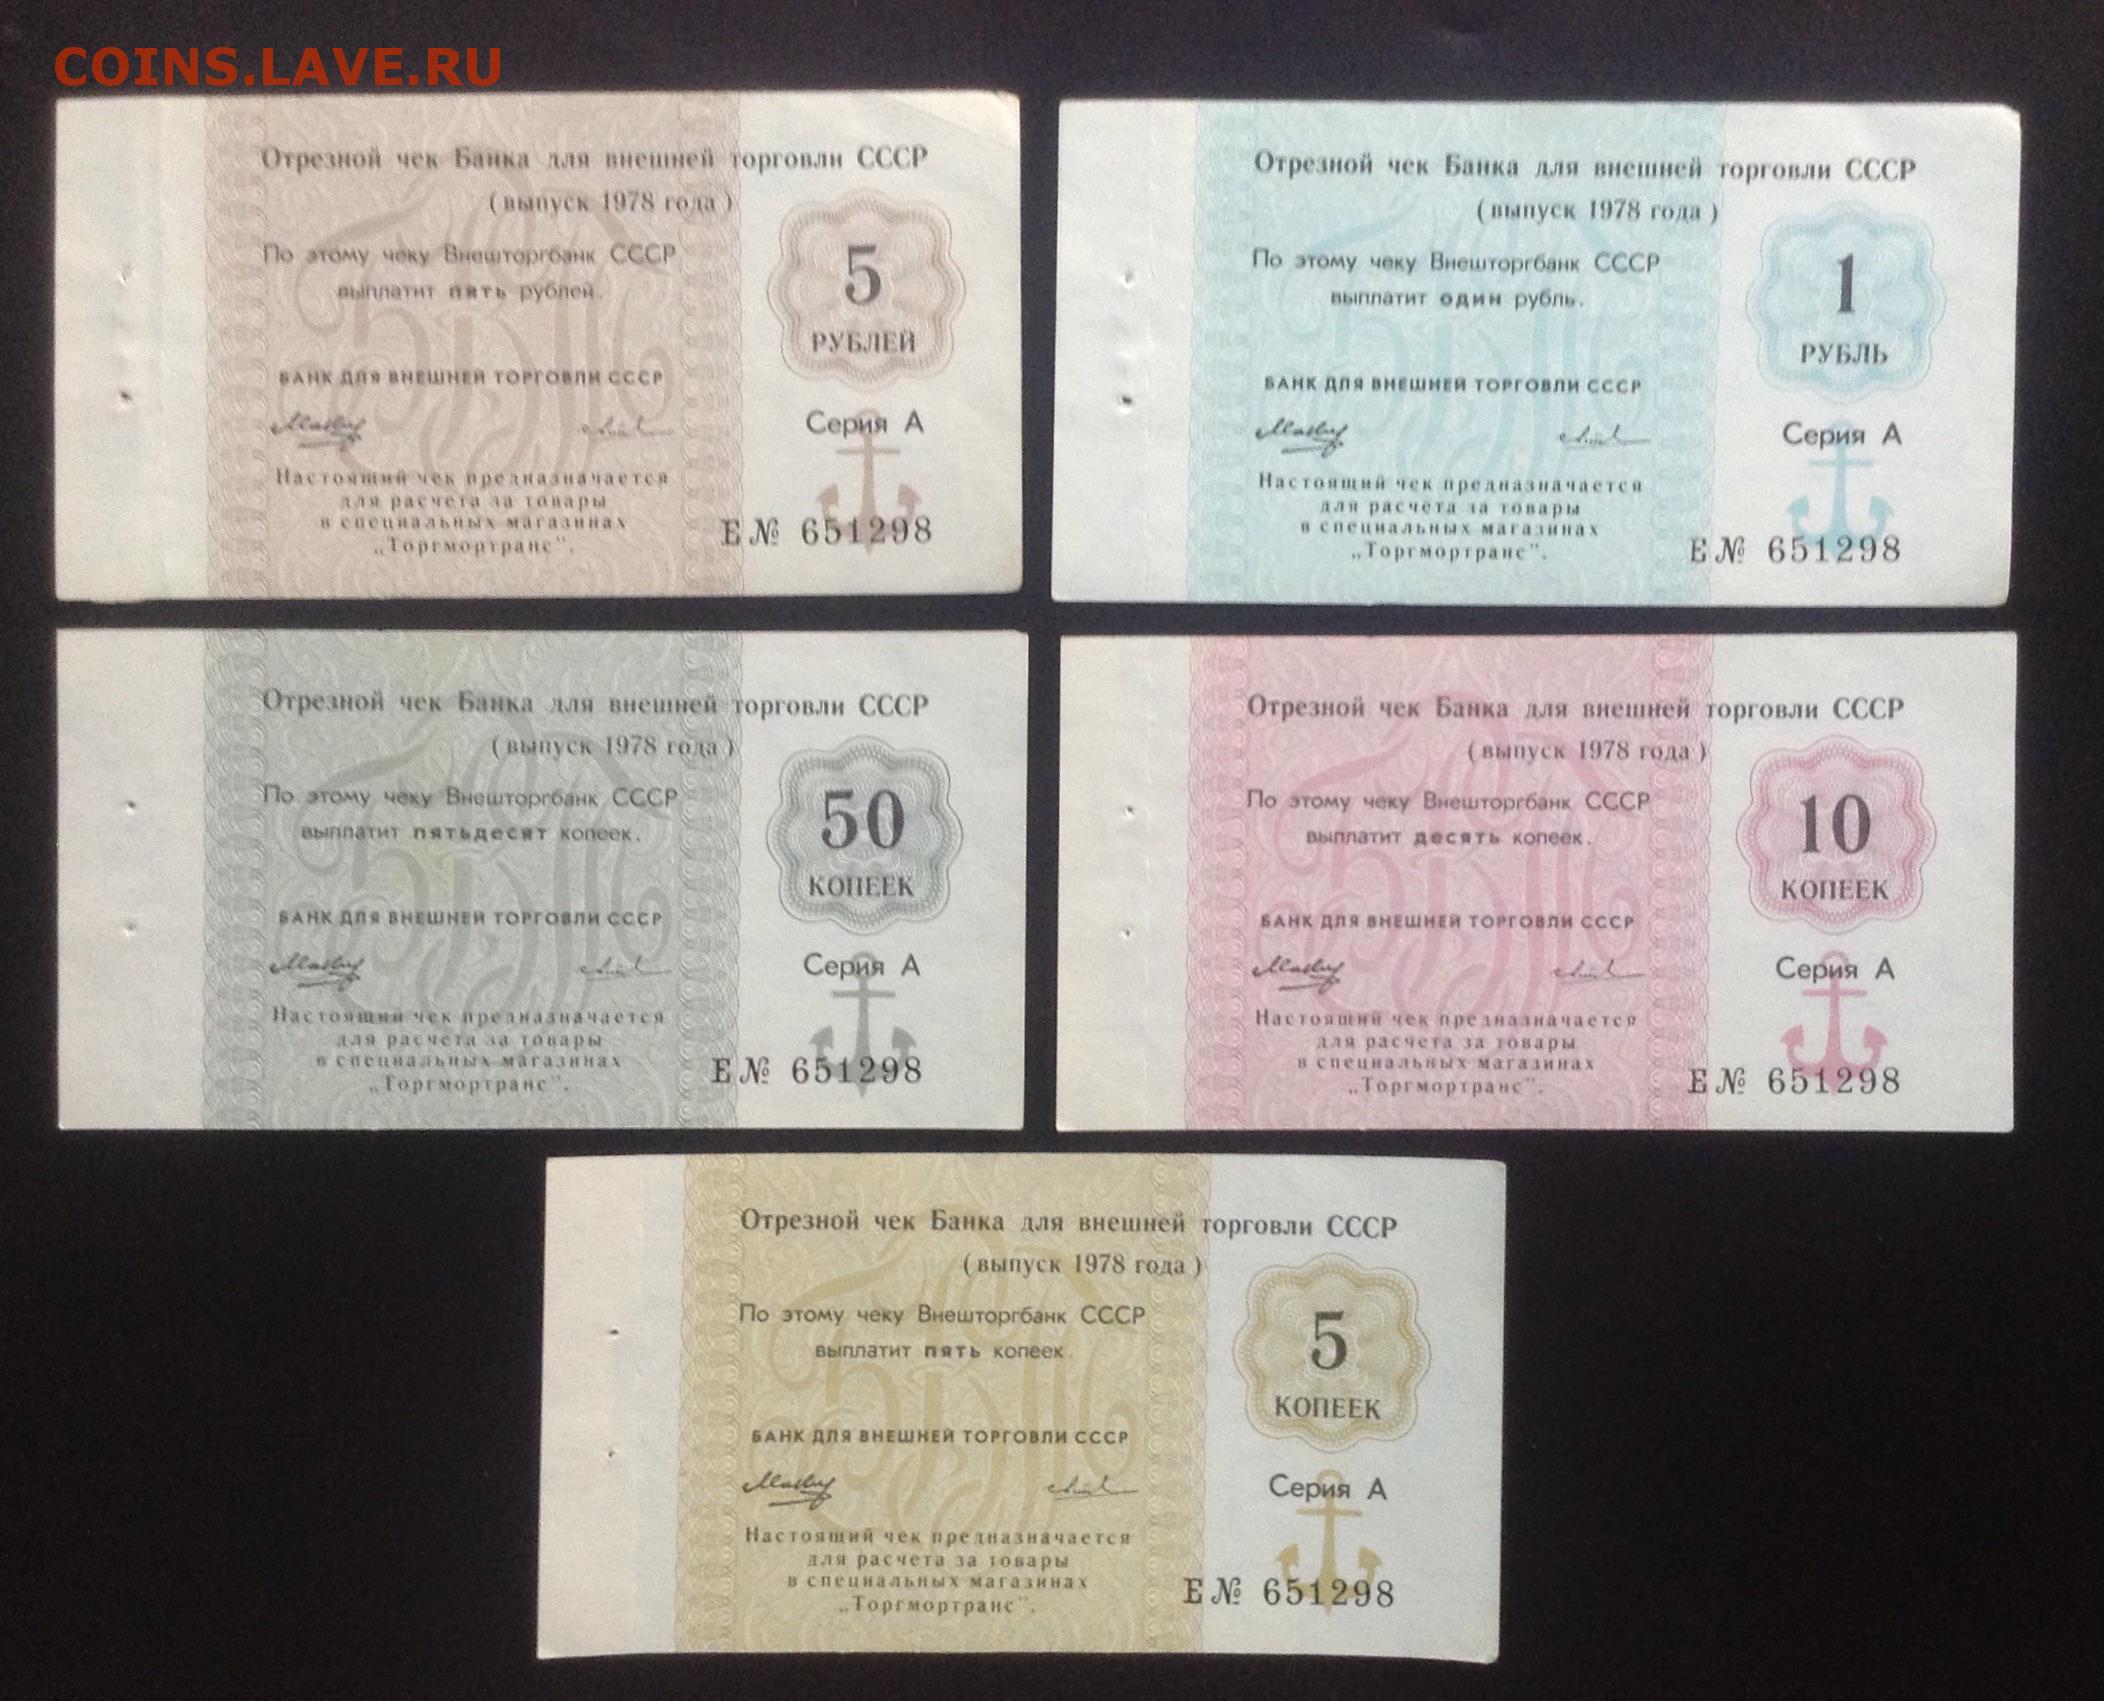 COINS.LAVE.RU
Отрезной чек Банка для внешней торговли СССР
(выпуск 1978 года)
По этому чеку Внешторгбанк СССР
выплатит пять рублей.
5
РУБЛЕЙ
БАНК ДЛЯ ВНЕШНЕЙ ТОРГОВЛИ СССР
Серия А
Настоящий чек предназначается
для расчета за товары
в специальных магазинах
„Торгмортранс".
Е № 651298
Отрезной чек Банка для внешней торговли СССР
(выпуск 1978 года)
По этому чеку Внешторгбанк СССР
выплатит один рубль.
1
РУБЛЬ
БАНК ДЛЯ ВНЕШНЕЙ ТОРГОВЛИ СССР
Серия А
Настоящий чек предназначается
для расчета за товары
в специальных магазинах
„Торгмортранс".
Е № 651298
Отрезной чек Банка для внешней торговли СССР
(выпуск 1978 года)
По этому чеку Внешторгбанк СССР
выплатит пятьдесят копеек.
50
КОПЕЕК
БАНК ДЛЯ ВНЕШНЕЙ ТОРГОВЛИ СССР
Серия А
Настоящий чек предназначается
для расчета за товары
в специальных магазинах
„Торгмортранс".
Е № 651298
Отрезной чек Банка для внешней торговли СССР
(выпуск 1978 года)
По этому чеку Внешторгбанк СССР
выплатит десять копеек.
10
КОПЕЕК
БАНК ДЛЯ ВНЕШНЕЙ ТОРГОВЛИ СССР
Серия А
Настоящий чек предназначается
для расчета за товары
в специальных магазинах
„Торгмортранс".
Е № 651298
Отрезной чек Банка для внешней торговли СССР
(выпуск 1978 года)
По этому чеку Внешторгбанк СССР
выплатит пять копеек.
5
КОПЕЕК
БАНК ДЛЯ ВНЕШНЕЙ ТОРГОВЛИ СССР
Серия А
Настоящий чек предназначается
для расчета за товары
в специальных магазинах
„Торгмортранс".
Е № 651298